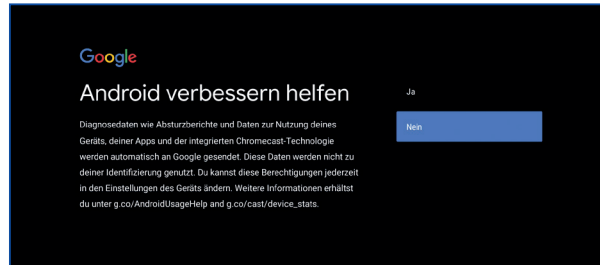 Google
Android verbessern helfen
Diagnosedaten wie Absturzberichte und Daten zur Nutzung deines
Geräts, deiner Apps und der integrierten Chromecast-Technologie
werden automatisch an Google gesendet. Diese Daten werden nicht zu
deiner Identifizierung genutzt. Du kannst diese Berechtigungen jederzeit
in den Einstellungen des Geräts ändern. Weitere Informationen erhältst
du unter g.co/AndroidUsageHelp and g.co/cast/device_stats.
Ja
Nein